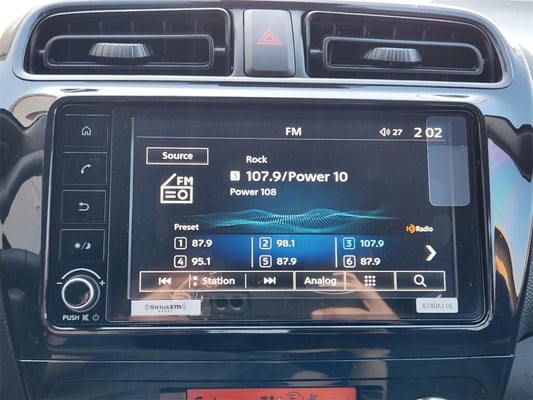 FM
27
2:02
Source
Rock
FM
3 107.9/Power 10
Power 108
Preset
HD Radio
1 87.9
2 98.1
3 107.9
4 95.1
5 87.9
6 87.9
Station
Analog
PUSH
SiriusXM
READY
8740A116